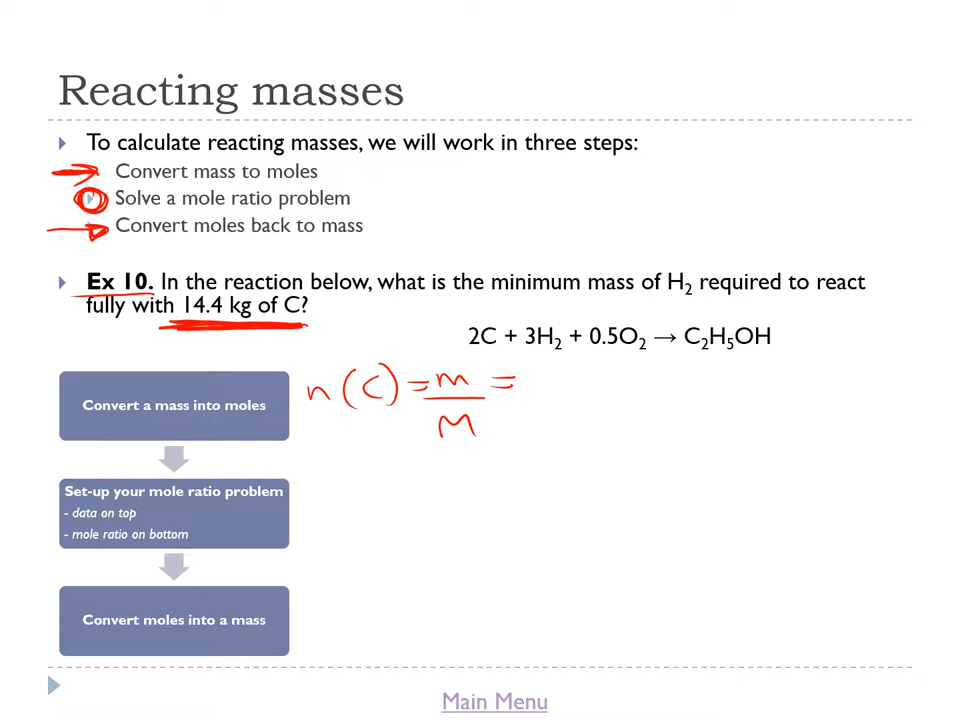 Reacting masses
To calculate reacting masses, we will work in three steps:
Convert mass to moles
Solve a mole ratio problem
Convert moles back to mass
Ex 10. In the reaction below, what is the minimum mass of H₂ required to react
fully with 14.4 kg of C?
2C + 3H₂ + 0.5O₂ → C₂H₅OH
Convert a mass into moles
n(C) = m/M =
Set-up your mole ratio problem
- data on top
- mole ratio on bottom
Convert moles into a mass
Main Menu